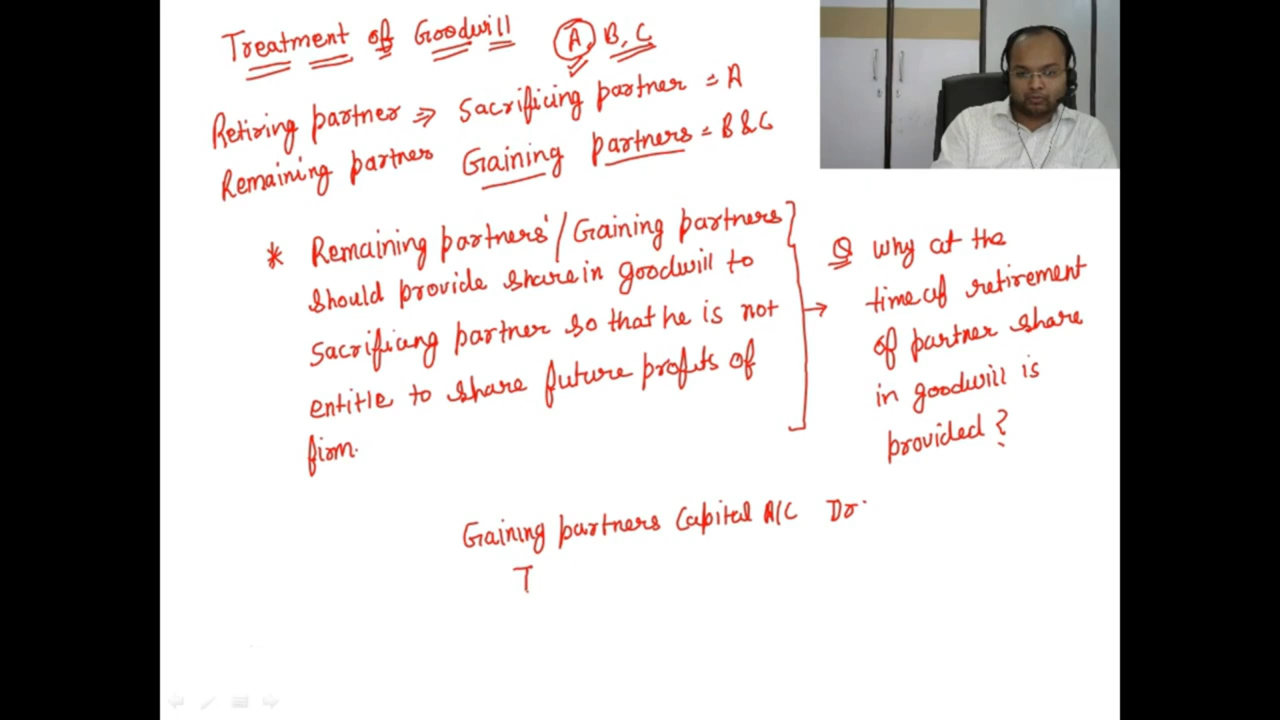 Treatment of Goodwill A, B, C
Retiring partner ⇒ Sacrificing partner = A
Remaining partner Gaining partners = B & C
* Remaining partners'/Gaining partners
should provide share in goodwill to
sacrificing partner so that he is not
entitle to share future profits of
firm.
Q why at the
time of retirement
of partner share
in goodwill is
provided?
Gaining partners Capital A/C Dr.
T